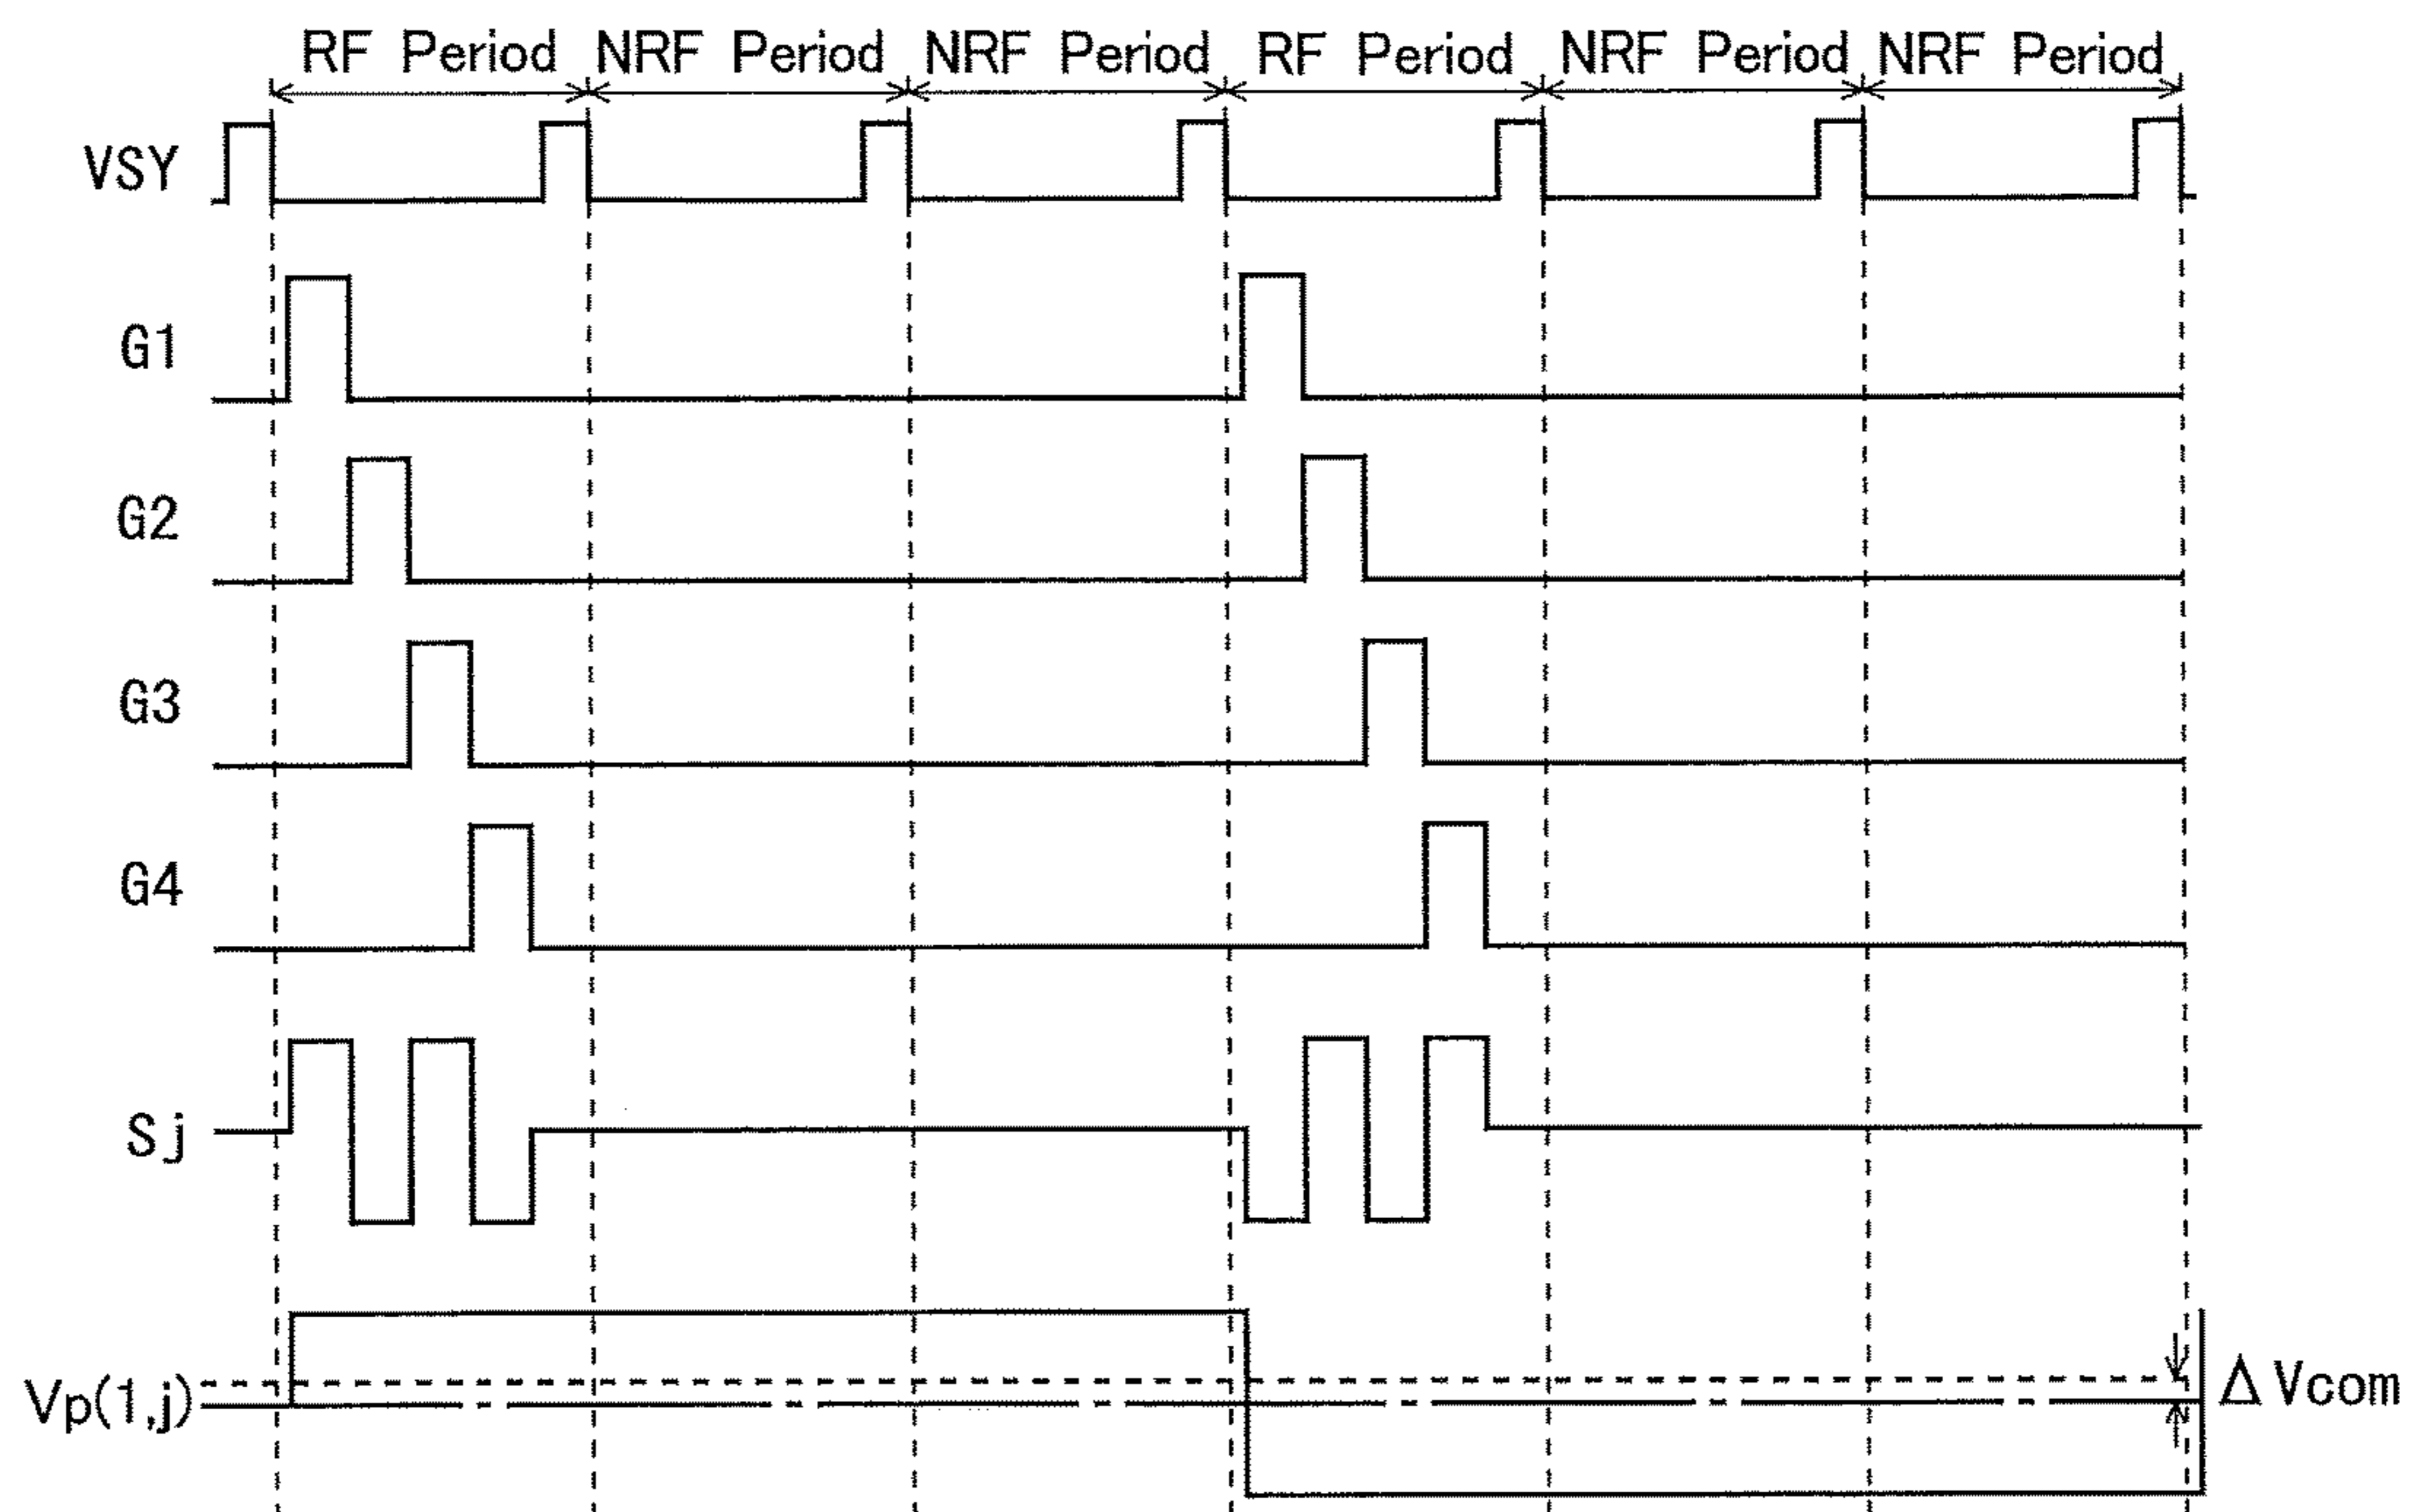 RF Period NRF Period NRF Period RF Period NRF Period NRF Period
VSY
G1
G2
G3
G4
Sj
Vp(1,j)
Δ Vcom